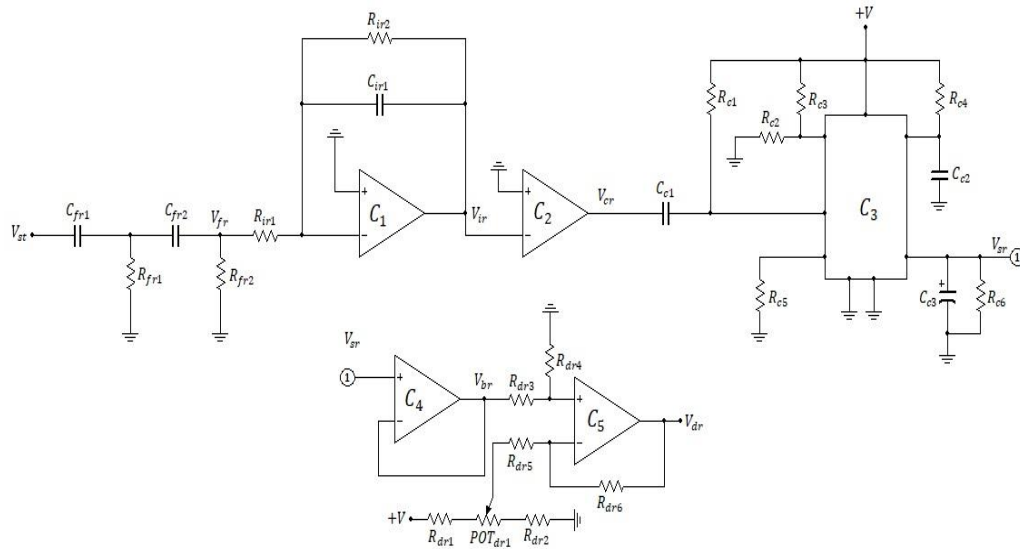 +V
R_ir2
C_ir1
R_c1
R_c3
R_c4
R_c2
C_c2
+
C_1
−
V_ir
+
C_2
−
V_cr
C_c1
C_3
V_st
C_fr1
C_fr2
V_fr
R_ir1
R_fr1
R_fr2
R_c5
V_sr
1
+
C_c3
R_c6
V_sr
1
+
C_4
−
V_br
R_dr3
R_dr4
+
C_5
−
V_dr
R_dr5
R_dr6
+V
R_dr1
POT_dr1
R_dr2